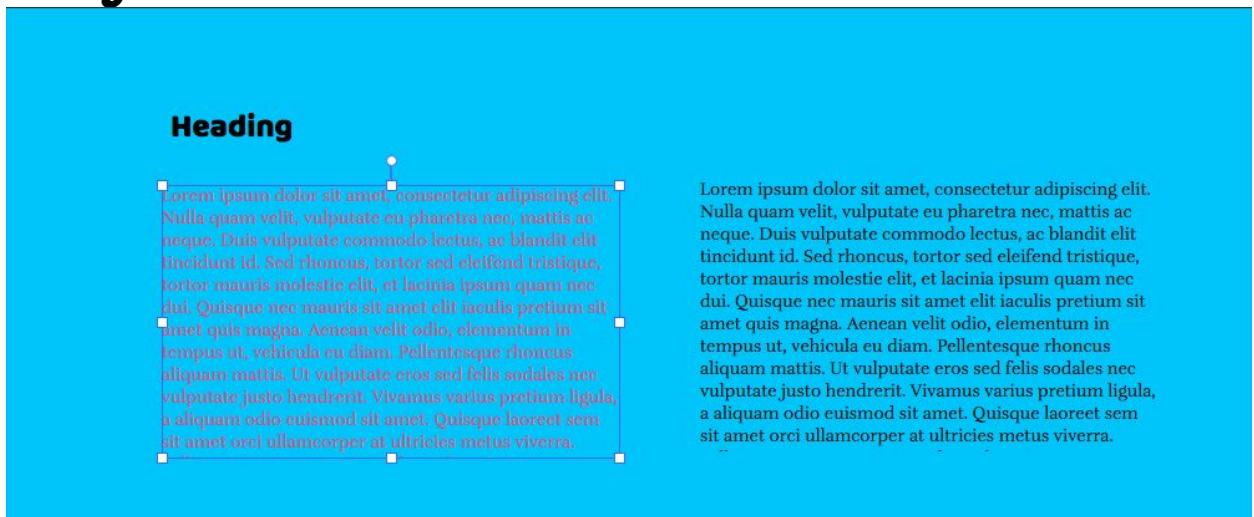 Heading
Lorem ipsum dolor sit amet, consectetur adipiscing elit.
Nulla quam velit, vulputate eu pharetra nec, mattis ac
neque. Duis vulputate commodo lectus, ac blandit elit
tincidunt id. Sed rhoncus, tortor sed eleifend tristique,
tortor mauris molestie elit, et lacinia ipsum quam nec
dui. Quisque nec mauris sit amet elit iaculis pretium sit
amet quis magna. Aenean velit odio, elementum in
tempus ut, vehicula eu diam. Pellentesque rhoncus
aliquam mattis. Ut vulputate eros sed felis sodales nec
vulputate justo hendrerit. Vivamus varius pretium ligula,
a aliquam odio euismod sit amet. Quisque laoreet sem
sit amet orci ullamcorper at ultricies metus viverra.
Lorem ipsum dolor sit amet, consectetur adipiscing elit.
Nulla quam velit, vulputate eu pharetra nec, mattis ac
neque. Duis vulputate commodo lectus, ac blandit elit
tincidunt id. Sed rhoncus, tortor sed eleifend tristique,
tortor mauris molestie elit, et lacinia ipsum quam nec
dui. Quisque nec mauris sit amet elit iaculis pretium sit
amet quis magna. Aenean velit odio, elementum in
tempus ut, vehicula eu diam. Pellentesque rhoncus
aliquam mattis. Ut vulputate eros sed felis sodales nec
vulputate justo hendrerit. Vivamus varius pretium ligula,
a aliquam odio euismod sit amet. Quisque laoreet sem
sit amet orci ullamcorper at ultricies metus viverra.